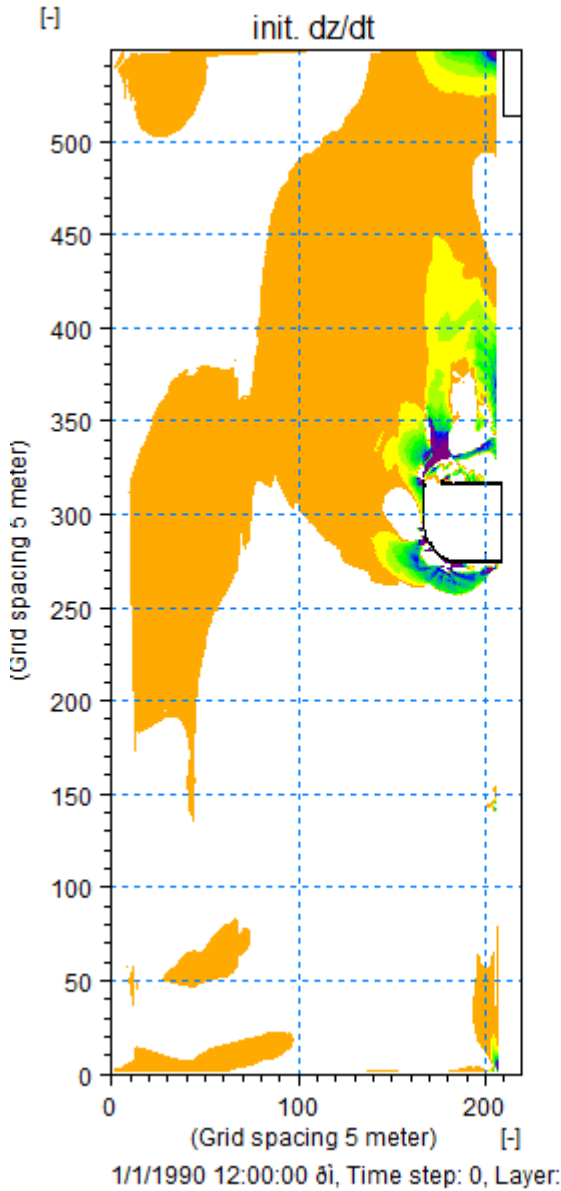 [-]
init. dz/dt
500
450
400
350
300
250
200
150
100
50
0
(Grid spacing 5 meter)
0 100 200
(Grid spacing 5 meter) [-]
1/1/1990 12:00:00 ðì, Time step: 0, Layer: